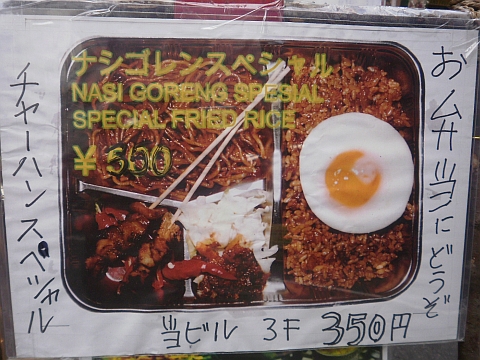 ナシゴレンスペシャル
NASI GORENG SPESIAL
SPECIAL FRIED RICE
¥500
お弁当にどうぞ
チャーハンスペシャル
当ビル 3F 350円